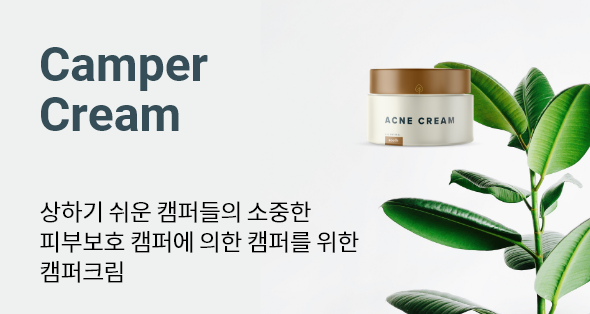 Camper
Cream
ACNE CREAM
상하기 쉬운 캠퍼들의 소중한
피부보호 캠퍼에 의한 캠퍼를 위한
캠퍼크림